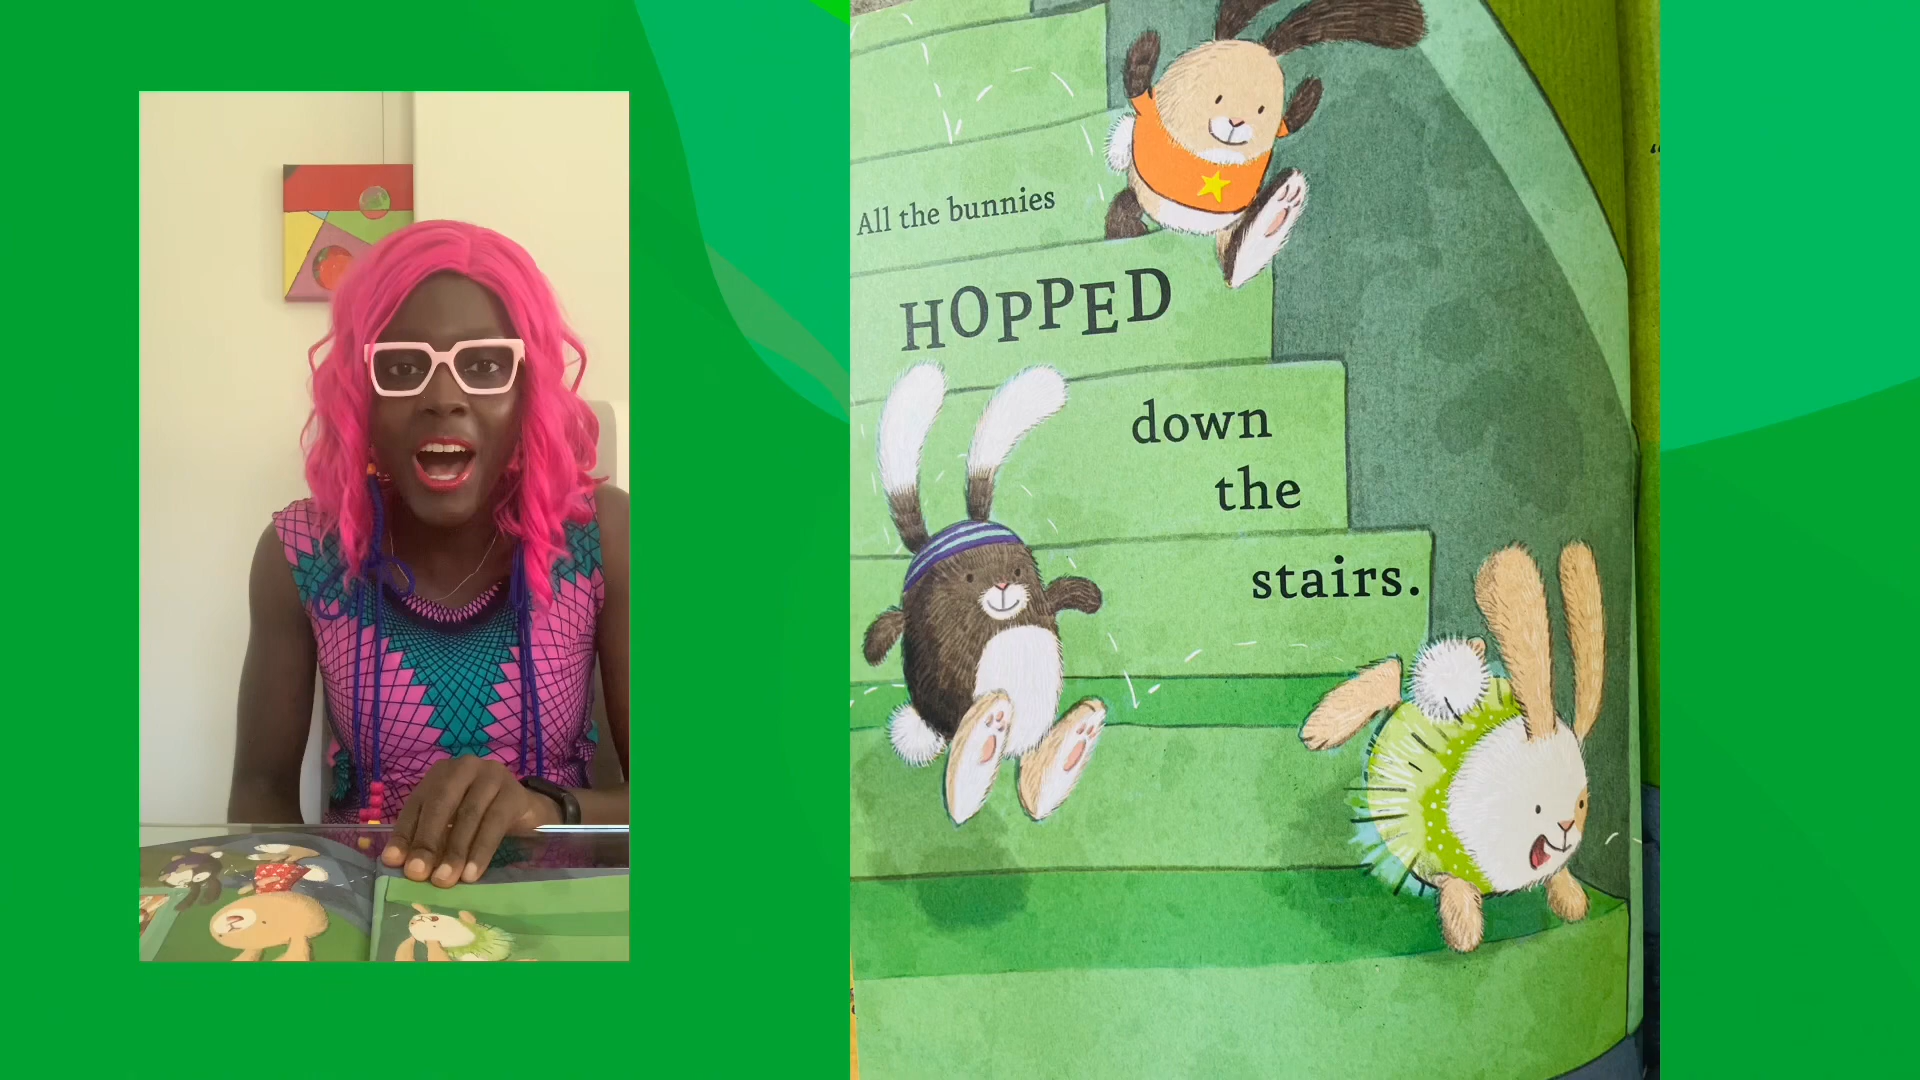 All the bunnies
HOPPED
down
the
stairs.